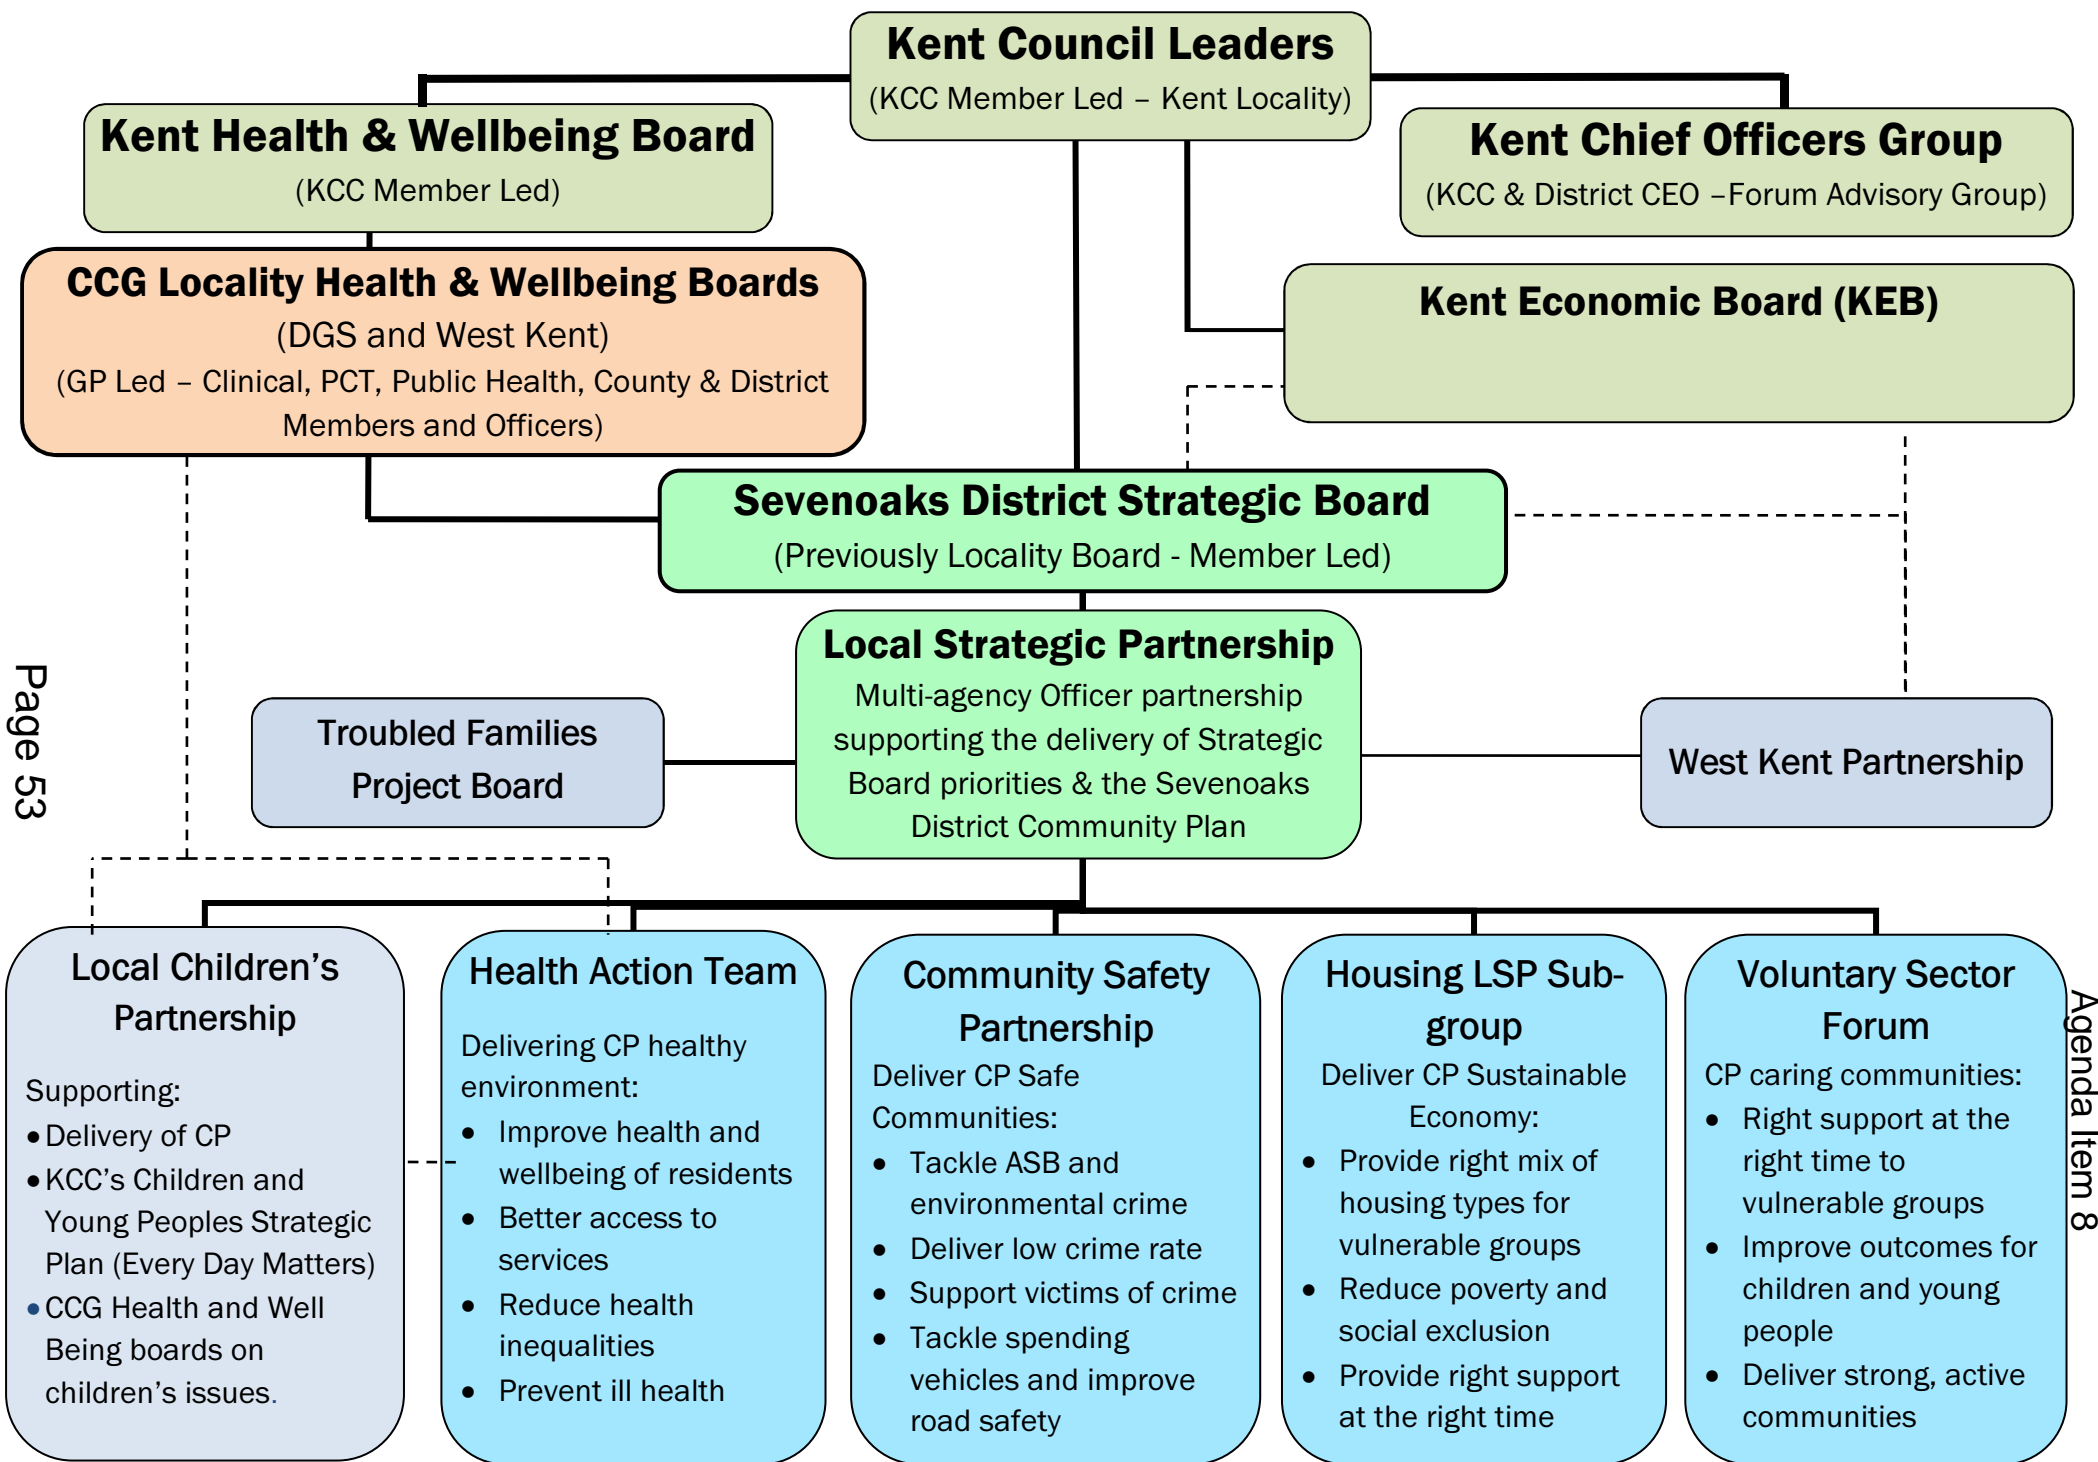 Kent Council Leaders
(KCC Member Led – Kent Locality)
Kent Health & Wellbeing Board
(KCC Member Led)
Kent Chief Officers Group
(KCC & District CEO –Forum Advisory Group)
CCG Locality Health & Wellbeing Boards
(DGS and West Kent)
(GP Led – Clinical, PCT, Public Health, County & District
Members and Officers)
Kent Economic Board (KEB)
Sevenoaks District Strategic Board
(Previously Locality Board - Member Led)
Local Strategic Partnership
Multi-agency Officer partnership
supporting the delivery of Strategic
Board priorities & the Sevenoaks
District Community Plan
Troubled Families
Project Board
West Kent Partnership
Page 53
Local Children's
Partnership
Supporting:
• Delivery of CP
• KCC's Children and
Young Peoples Strategic
Plan (Every Day Matters)
• CCG Health and Well
Being boards on
children's issues.
Health Action Team
Delivering CP healthy
environment:
• Improve health and
wellbeing of residents
• Better access to
services
• Reduce health
inequalities
• Prevent ill health
Community Safety
Partnership
Deliver CP Safe
Communities:
• Tackle ASB and
environmental crime
• Deliver low crime rate
• Support victims of crime
• Tackle spending
vehicles and improve
road safety
Housing LSP Sub-
group
Deliver CP Sustainable
Economy:
• Provide right mix of
housing types for
vulnerable groups
• Reduce poverty and
social exclusion
• Provide right support
at the right time
Voluntary Sector
Forum
CP caring communities:
• Right support at the
right time to
vulnerable groups
• Improve outcomes for
children and young
people
• Deliver strong, active
communities
Agenda Item 8